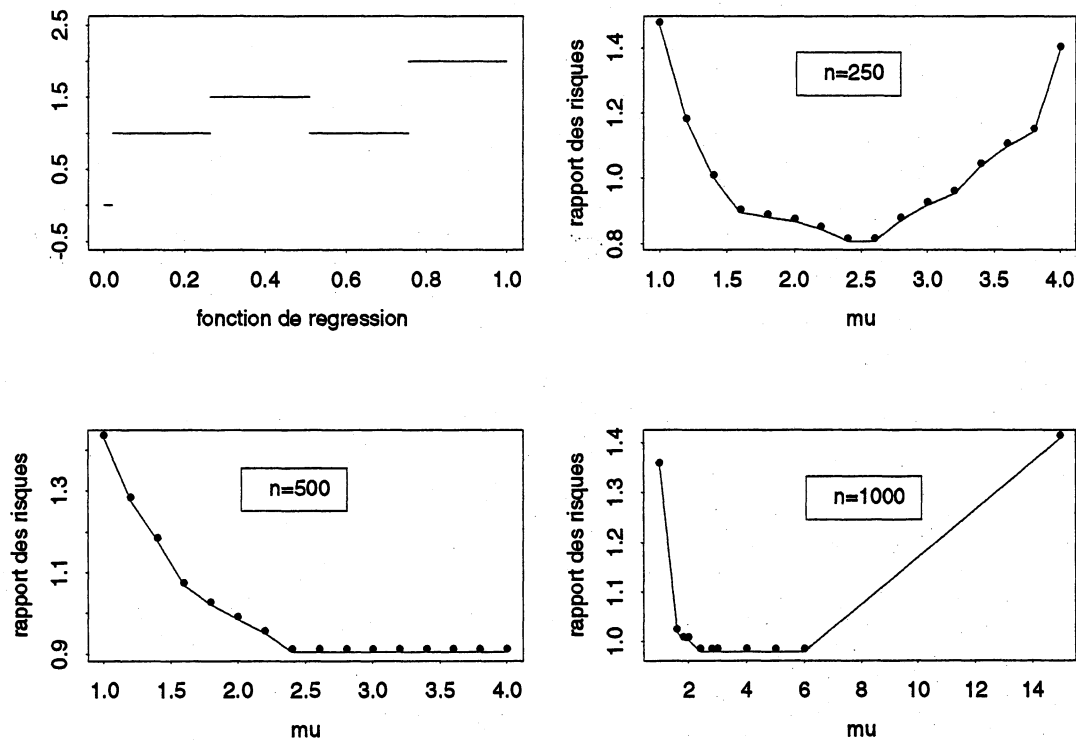 2.5
1.5
0.5
-0.5
0.0 0.2 0.4 0.6 0.8 1.0
fonction de regression
rapport des risques
1.4
1.2
1.0
0.8
n=250
1.0 1.5 2.0 2.5 3.0 3.5 4.0
mu
rapport des risques
1.3
1.1
0.9
n=500
1.0 1.5 2.0 2.5 3.0 3.5 4.0
mu
rapport des risques
1.4
1.3
1.2
1.1
1.0
n=1000
2 4 6 8 10 12 14
mu